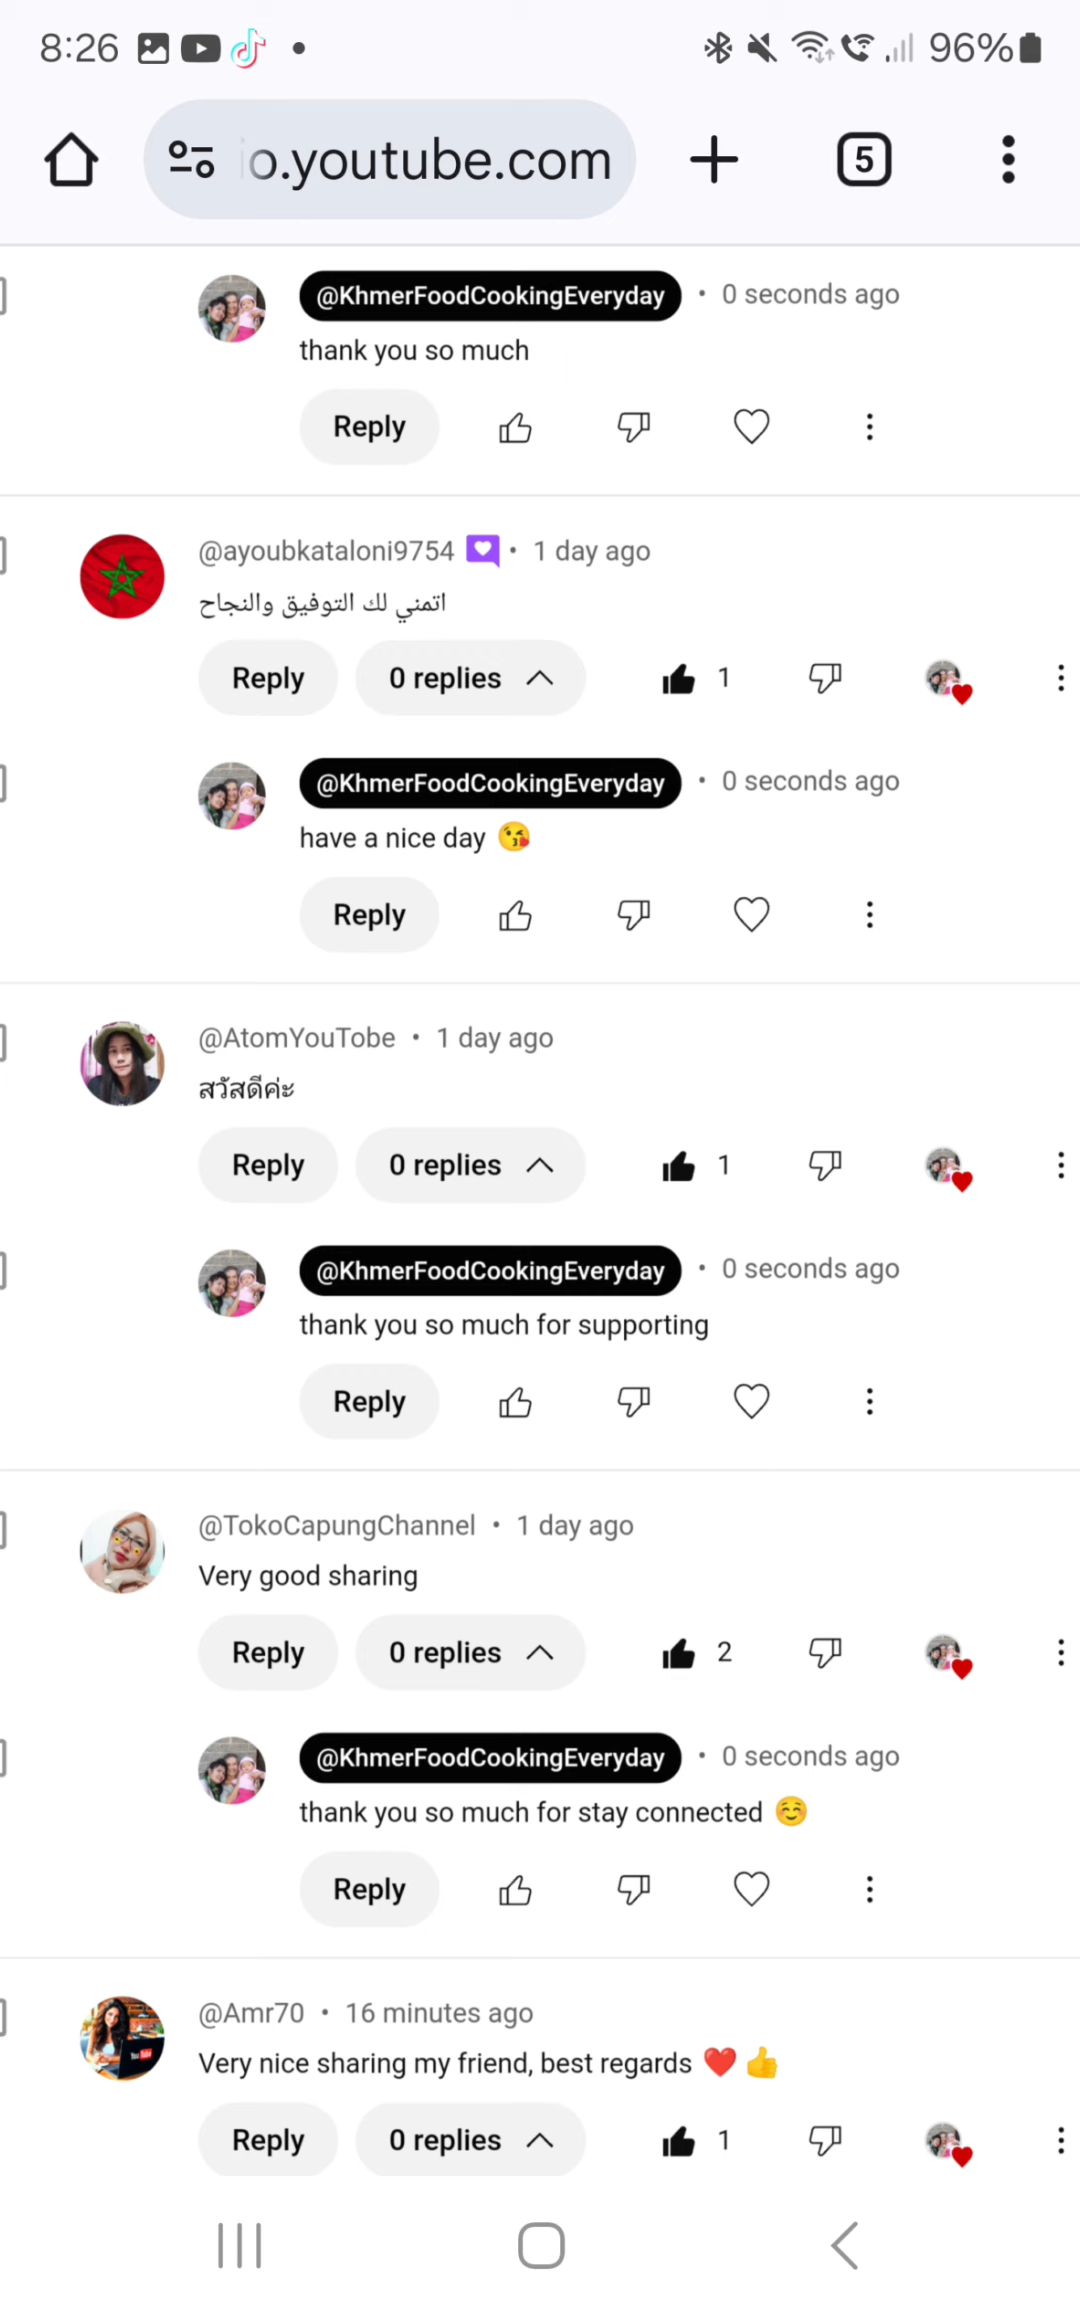 8:26
96%
o.youtube.com
5
@KhmerFoodCookingEveryday • 0 seconds ago
thank you so much
Reply
@ayoubkataloni9754 • 1 day ago
اتمني لك التوفيق والنجاح
Reply 0 replies 1
@KhmerFoodCookingEveryday • 0 seconds ago
have a nice day 😘
Reply
@AtomYouTobe • 1 day ago
สวัสดีค่ะ
Reply 0 replies 1
@KhmerFoodCookingEveryday • 0 seconds ago
thank you so much for supporting
Reply
@TokoCapungChannel • 1 day ago
Very good sharing
Reply 0 replies 2
@KhmerFoodCookingEveryday • 0 seconds ago
thank you so much for stay connected ☺️
Reply
@Amr70 • 16 minutes ago
Very nice sharing my friend, best regards ❤️ 👍
Reply 0 replies 1